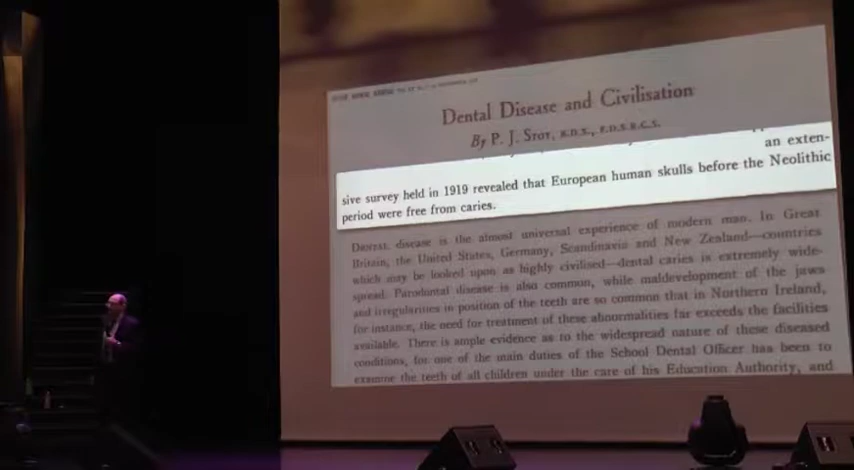 Dental Disease and Civilisation
By P. J. Stoy, B.D.S., F.D.S.R.C.S.
an exten-
sive survey held in 1919 revealed that European human skulls before the Neolithic
period were free from caries.
Dental disease is the almost universal experience of modern man. In Great
Britain, the United States, Germany, Scandinavia and New Zealand—countries
which may be looked upon as highly civilised—dental caries is extremely wide-
spread. Parodontal disease is also common, while maldevelopment of the jaws
and irregularities in position of the teeth are so common that in Northern Ireland,
for instance, the need for treatment of these abnormalities far exceeds the facilities
available. There is ample evidence as to the widespread nature of these diseased
conditions, for one of the main duties of the School Dental Officer has been to
examine the teeth of all children under the care of his Education Authority, and